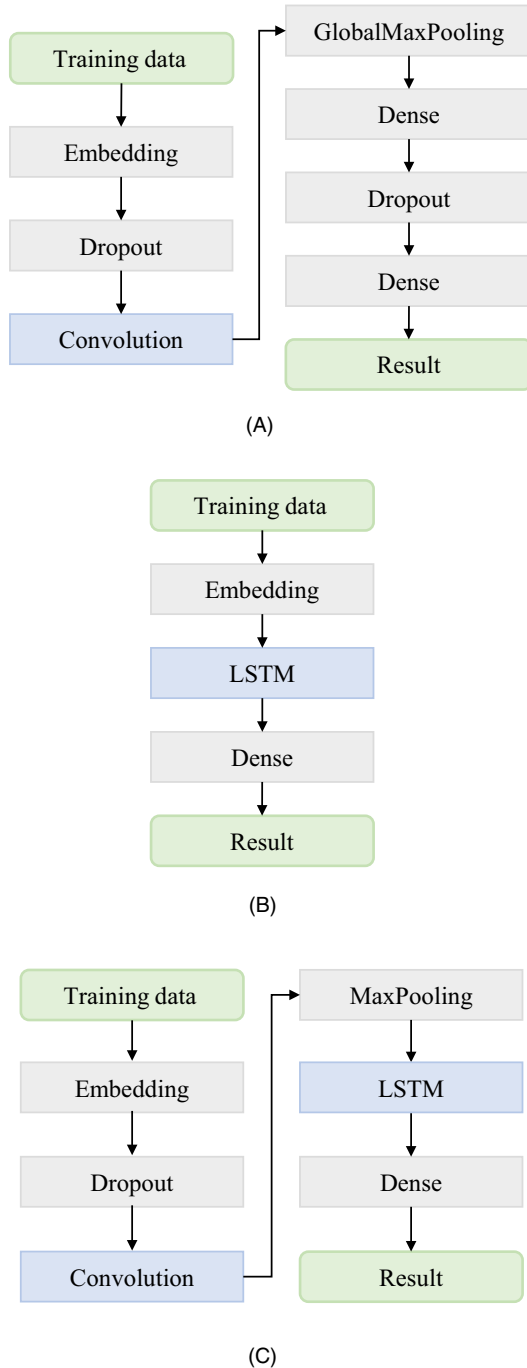 Training data
Embedding
Dropout
Convolution
GlobalMaxPooling
Dense
Dropout
Dense
Result
(A)
Training data
Embedding
LSTM
Dense
Result
(B)
Training data
Embedding
Dropout
Convolution
MaxPooling
LSTM
Dense
Result
(C)